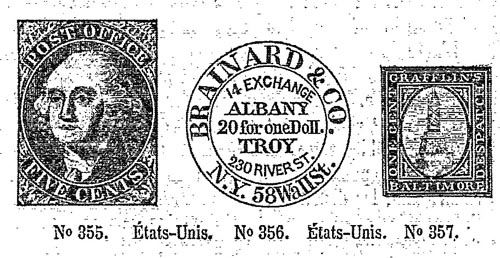 POST OFFICE
FIVE CENTS
BRAINARD & CO.
14 EXCHANGE
ALBANY
20 for one Doll.
TROY
230 RIVER ST.
N.Y. 58 Wall St.
GRAFFLIN'S
ONE CENT
DESPATCH
BALTIMORE
No 355. États-Unis. No 356. États-Unis. No 357.